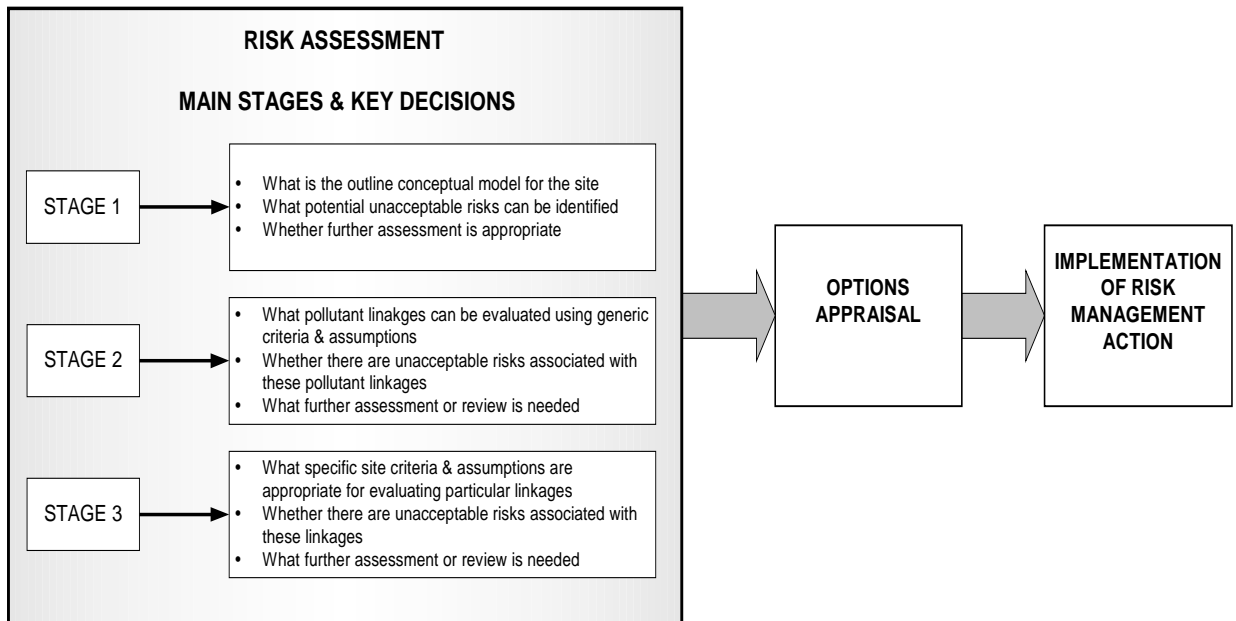 RISK ASSESSMENT
MAIN STAGES & KEY DECISIONS
STAGE 1
• What is the outline conceptual model for the site
• What potential unacceptable risks can be identified
• Whether further assessment is appropriate
STAGE 2
• What pollutant linakges can be evaluated using generic
criteria & assumptions
• Whether there are unacceptable risks associated with
these pollutant linkages
• What further assessment or review is needed
STAGE 3
• What specific site criteria & assumptions are
appropriate for evaluating particular linkages
• Whether there are unacceptable risks associated with
these linkages
• What further assessment or review is needed
OPTIONS
APPRAISAL
IMPLEMENTATION
OF RISK
MANAGEMENT
ACTION